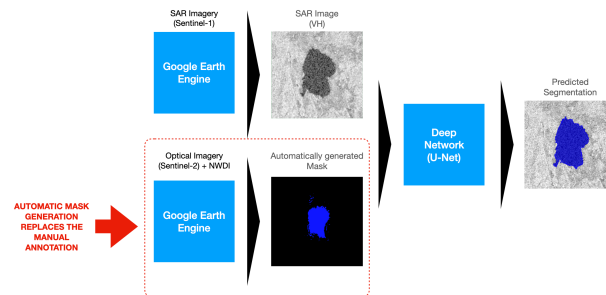 SAR Imagery
(Sentinel-1)
Google Earth
Engine
SAR Image
(VH)
Optical Imagery
(Sentinel-2) + NWDI
Google Earth
Engine
Automatically generated
Mask
AUTOMATIC MASK
GENERATION
REPLACES THE
MANUAL
ANNOTATION
Deep
Network
(U-Net)
Predicted
Segmentation